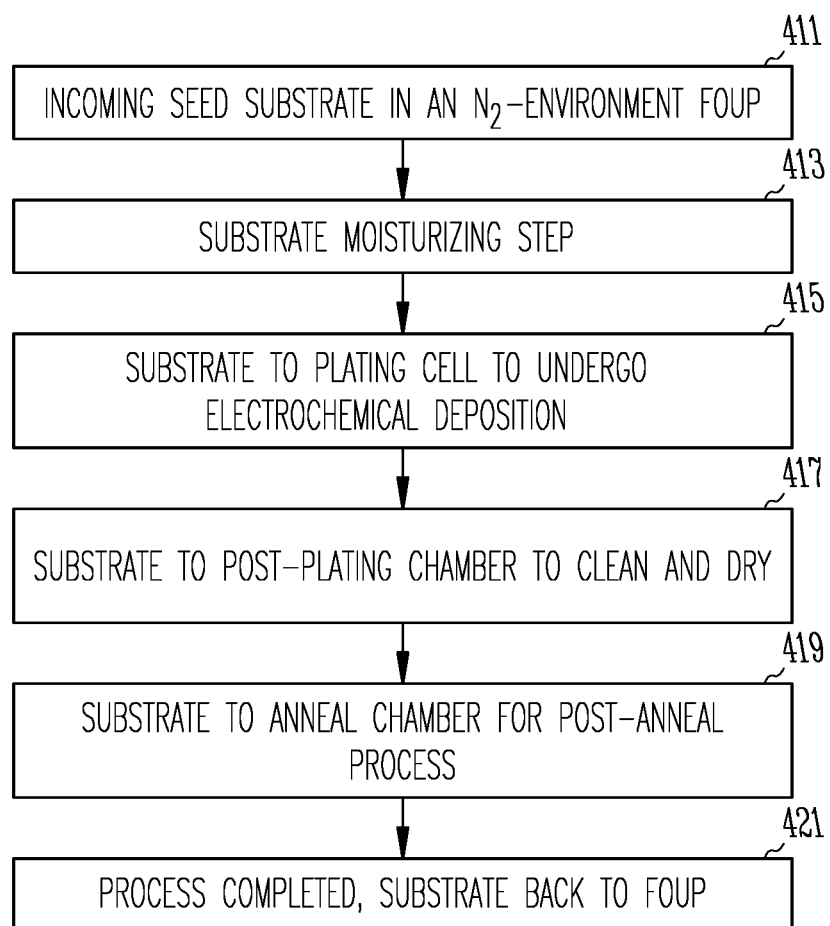 411
INCOMING SEED SUBSTRATE IN AN N₂-ENVIRONMENT FOUP
413
SUBSTRATE MOISTURIZING STEP
415
SUBSTRATE TO PLATING CELL TO UNDERGO
ELECTROCHEMICAL DEPOSITION
417
SUBSTRATE TO POST-PLATING CHAMBER TO CLEAN AND DRY
419
SUBSTRATE TO ANNEAL CHAMBER FOR POST-ANNEAL
PROCESS
421
PROCESS COMPLETED, SUBSTRATE BACK TO FOUP